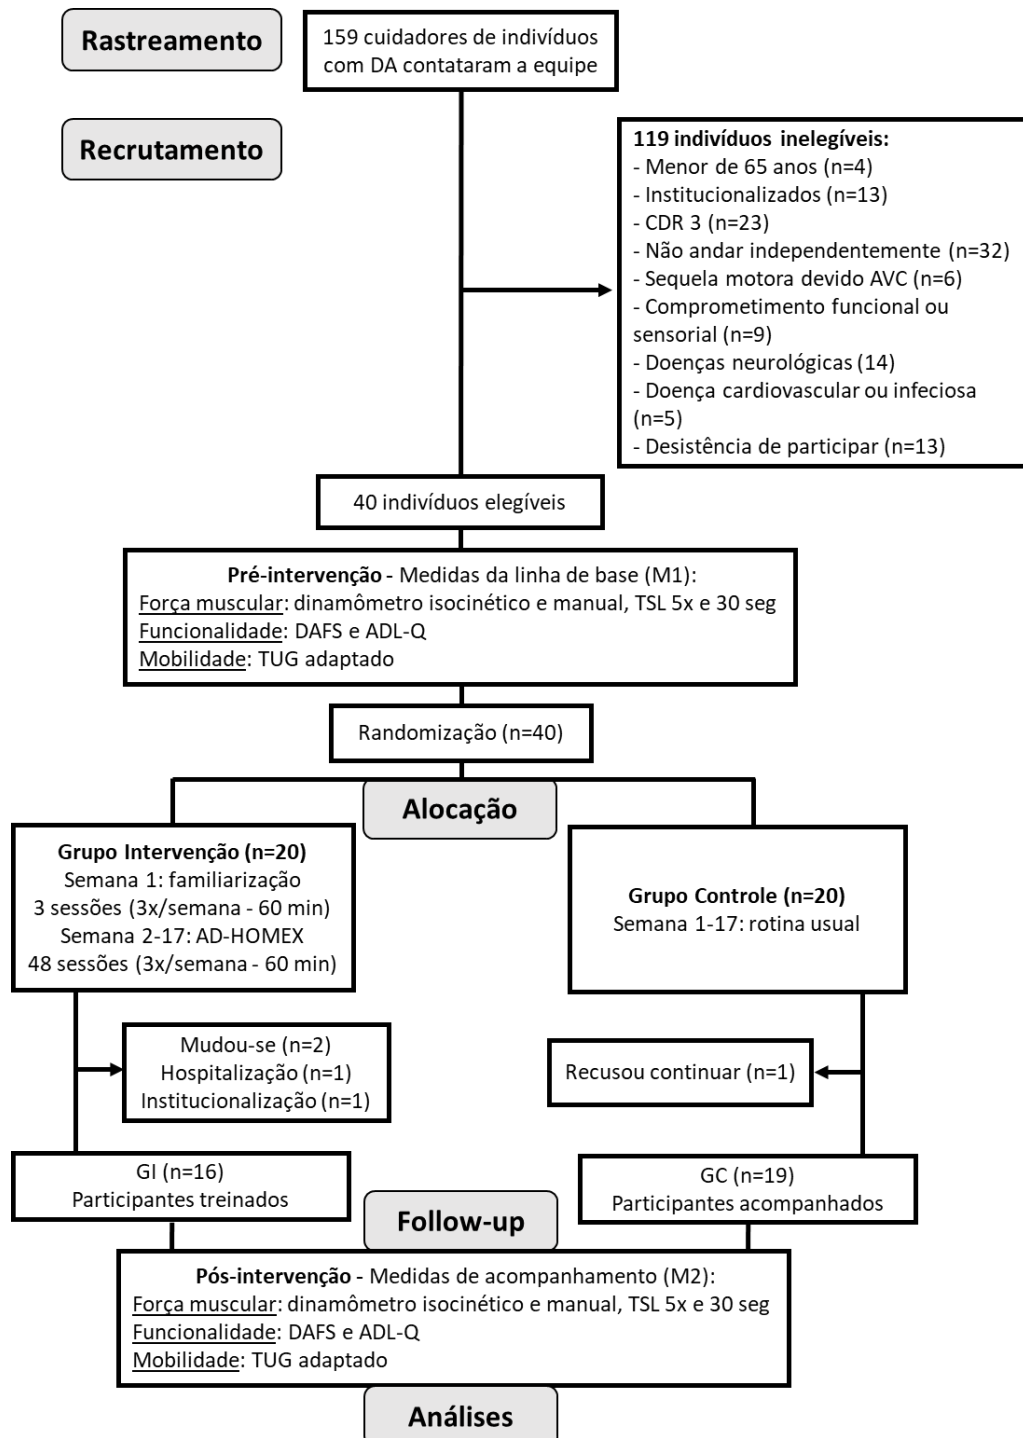 Rastreamento
159 cuidadores de indivíduos
com DA contataram a equipe
Recrutamento
119 indivíduos inelegíveis:
- Menor de 65 anos (n=4)
- Institucionalizados (n=13)
- CDR 3 (n=23)
- Não andar independentemente (n=32)
- Sequela motora devido AVC (n=6)
- Comprometimento funcional ou
sensorial (n=9)
- Doenças neurológicas (14)
- Doença cardiovascular ou infeciosa
(n=5)
- Desistência de participar (n=13)
40 indivíduos elegíveis
Pré-intervenção - Medidas da linha de base (M1):
Força muscular: dinamômetro isocinético e manual, TSL 5x e 30 seg
Funcionalidade: DAFS e ADL-Q
Mobilidade: TUG adaptado
Randomização (n=40)
Alocação
Grupo Intervenção (n=20)
Semana 1: familiarização
3 sessões (3x/semana - 60 min)
Semana 2-17: AD-HOMEX
48 sessões (3x/semana - 60 min)
Grupo Controle (n=20)
Semana 1-17: rotina usual
Mudou-se (n=2)
Hospitalização (n=1)
Institucionalização (n=1)
Recusou continuar (n=1)
GI (n=16)
Participantes treinados
GC (n=19)
Participantes acompanhados
Follow-up
Pós-intervenção - Medidas de acompanhamento (M2):
Força muscular: dinamômetro isocinético e manual, TSL 5x e 30 seg
Funcionalidade: DAFS e ADL-Q
Mobilidade: TUG adaptado
Análises